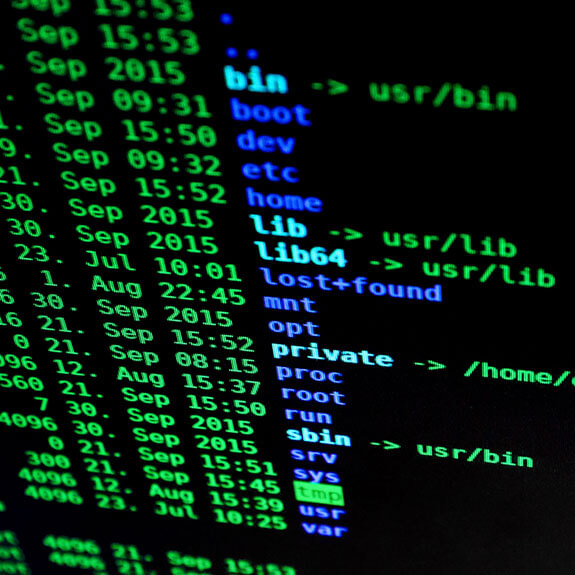 Sep 15:53 .
Sep 15:53 ..
. Sep 2015 bin -> usr/bin
. Sep 09:31 boot
1. Sep 15:50 dev
9. Sep 09:32 etc
21. Sep 15:52 home
30. Sep 2015 lib -> usr/lib
30. Sep 2015 lib64 -> usr/lib
23. Jul 10:01 lost+found
1. Aug 22:45 mnt
6 30. Sep 2015 opt
16 21. Sep 15:52 private -> /home/
0 21. Sep 08:15 proc
096 12. Aug 15:37 root
560 21. Sep 15:50 run
7 30. Sep 2015 sbin -> usr/bin
4096 30. Sep 2015 srv
0 21. Sep 15:51 sys
300 21. Sep 15:45 tmp
4096 12. Aug 15:39 usr
4096 23. Jul 10:25 var
4096 21. Sep 15:53
4096 21. Sep